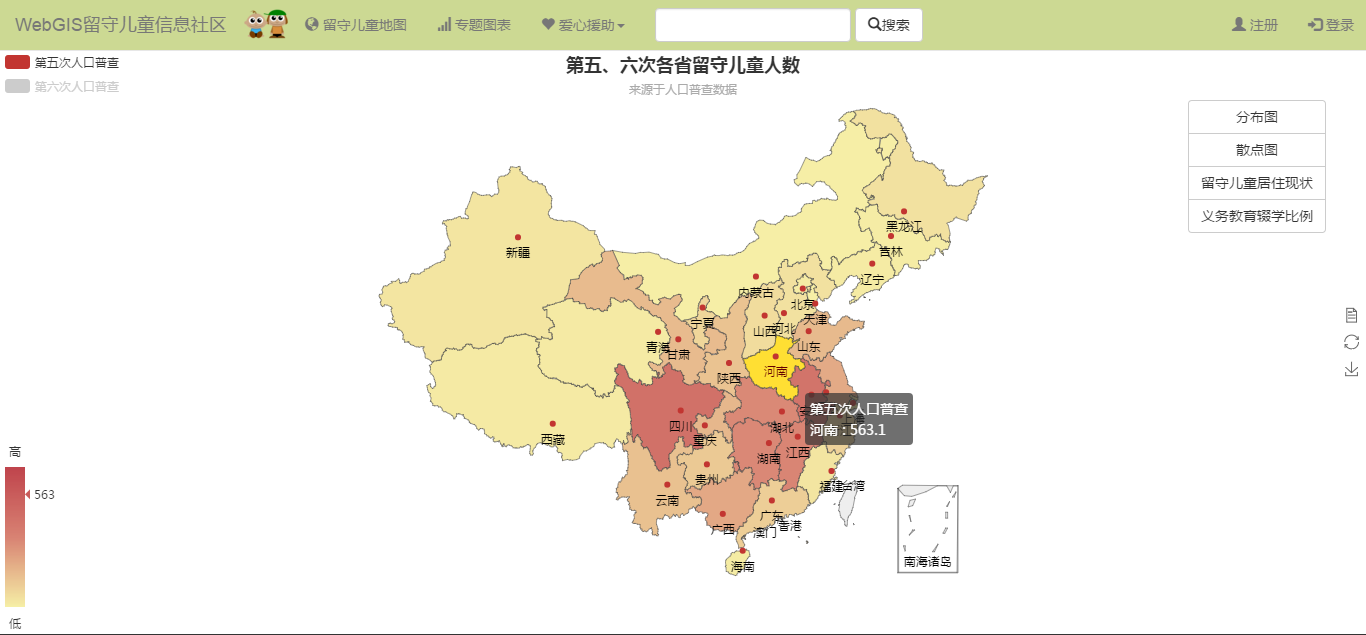 WebGIS留守儿童信息社区 留守儿童地图 专题图表 爱心援助 搜索 注册 登录
第五次人口普查
第六次人口普查
第五、六次各省留守儿童人数
来源于人口普查数据
分布图
散点图
留守儿童居住现状
义务教育辍学比例
黑龙江
吉林
新疆
辽宁
内蒙古
北京
天津
宁夏
山西
河北
青海
甘肃
山东
陕西
河南
第五次人口普查
河南 : 563.1
安
上海
四川
湖北
重庆
西藏
湖南
江西
贵州
福建
台湾
云南
广东
广西
香港
澳门
海南
南海诸岛
高
563
低